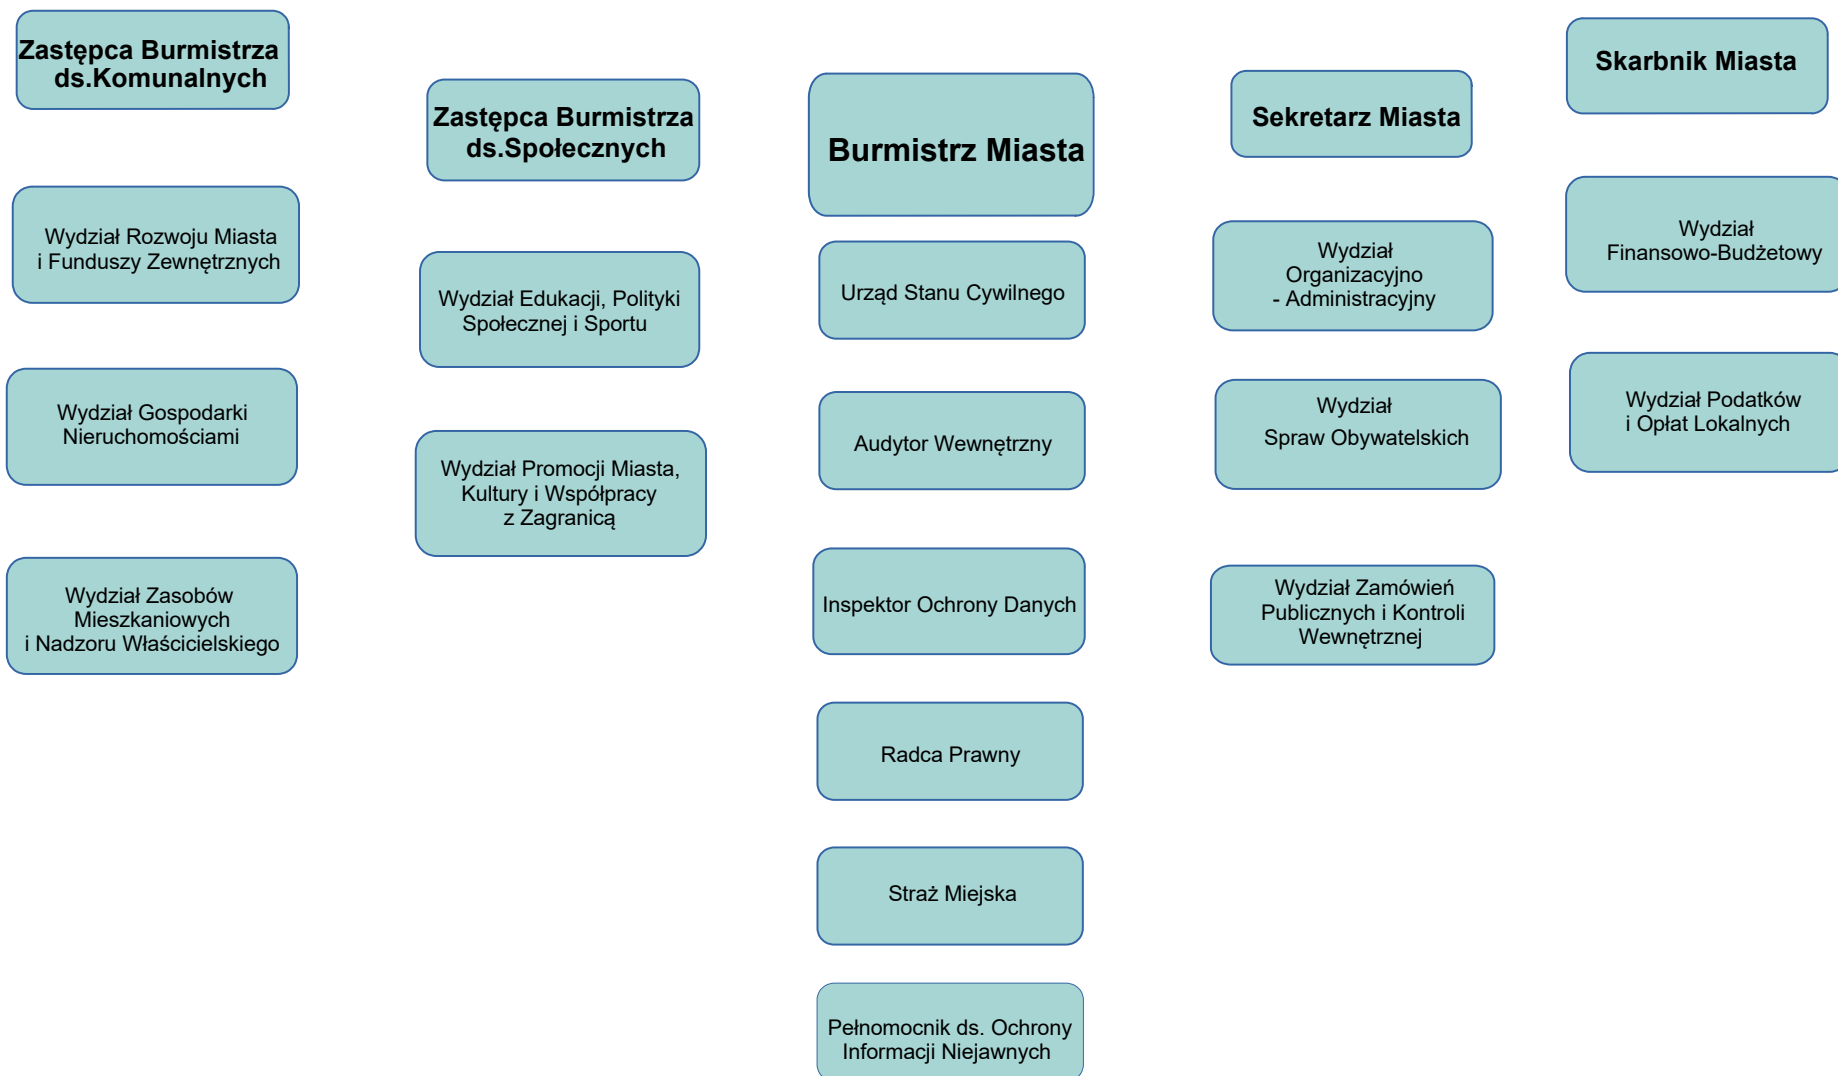 Zastępca Burmistrza
ds.Komunalnych
Wydział Rozwoju Miasta
i Funduszy Zewnętrznych
Wydział Gospodarki
Nieruchomościami
Wydział Zasobów
Mieszkaniowych
i Nadzoru Właścicielskiego
Zastępca Burmistrza
ds.Społecznych
Wydział Edukacji, Polityki
Społecznej i Sportu
Wydział Promocji Miasta,
Kultury i Współpracy
z Zagranicą
Burmistrz Miasta
Urząd Stanu Cywilnego
Audytor Wewnętrzny
Inspektor Ochrony Danych
Radca Prawny
Straż Miejska
Pełnomocnik ds. Ochrony
Informacji Niejawnych
Sekretarz Miasta
Wydział
Organizacyjno
- Administracyjny
Wydział
Spraw Obywatelskich
Wydział Zamówień
Publicznych i Kontroli
Wewnętrznej
Skarbnik Miasta
Wydział
Finansowo-Budżetowy
Wydział Podatków
i Opłat Lokalnych